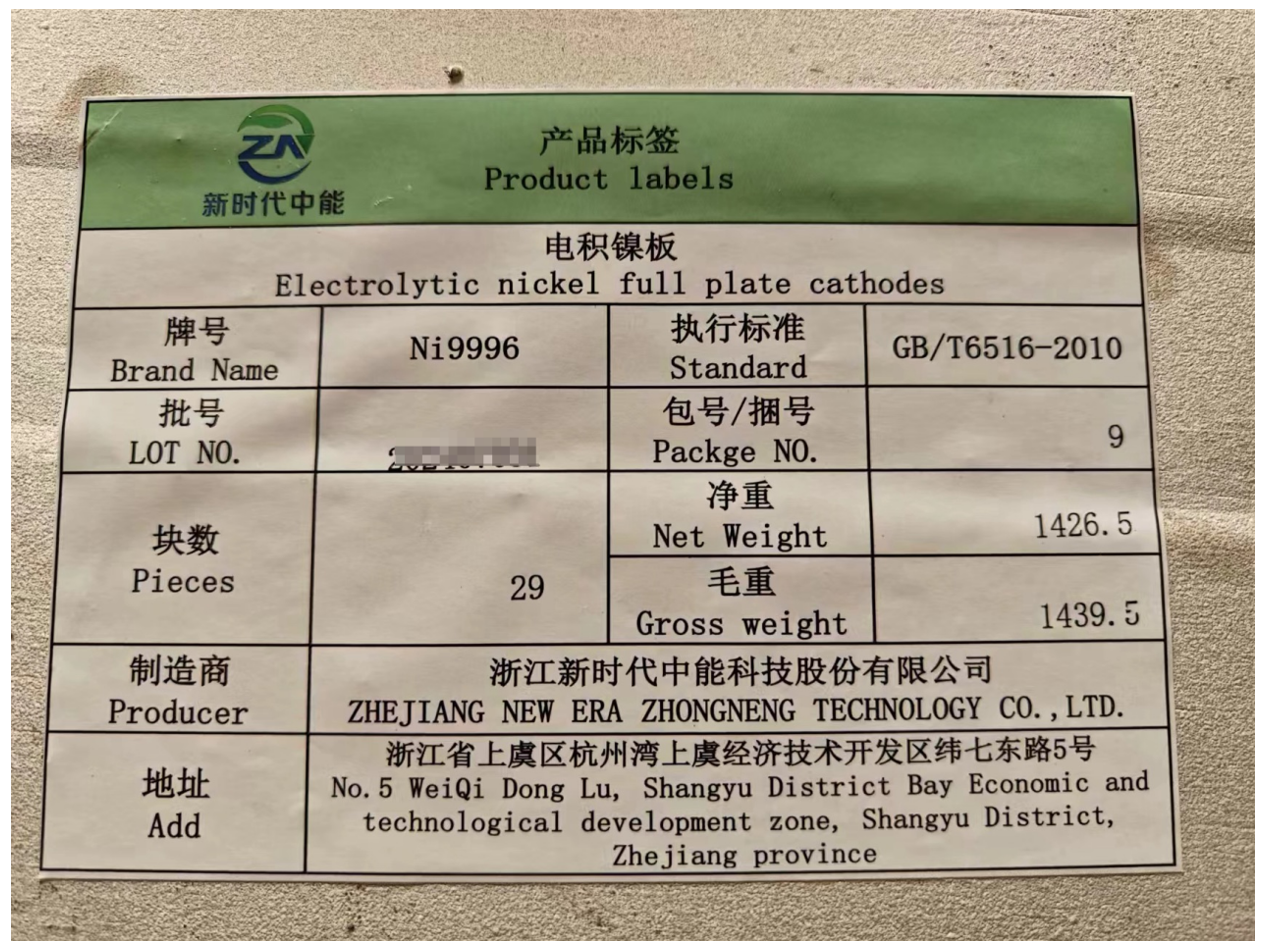 ZA
新时代中能
产品标签
Product labels
电积镍板
Electrolytic nickel full plate cathodes
牌号
Brand Name
Ni9996
执行标准
Standard
GB/T6516-2010
批号
LOT NO.
包号/捆号
Packge NO.
9
块数
Pieces
29
净重
Net Weight
1426.5
毛重
Gross weight
1439.5
制造商
Producer
浙江新时代中能科技股份有限公司
ZHEJIANG NEW ERA ZHONGNENG TECHNOLOGY CO.,LTD.
地址
Add
浙江省上虞区杭州湾上虞经济技术开发区纬七东路5号
No.5 WeiQi Dong Lu, Shangyu District Bay Economic and
technological development zone, Shangyu District,
Zhejiang province